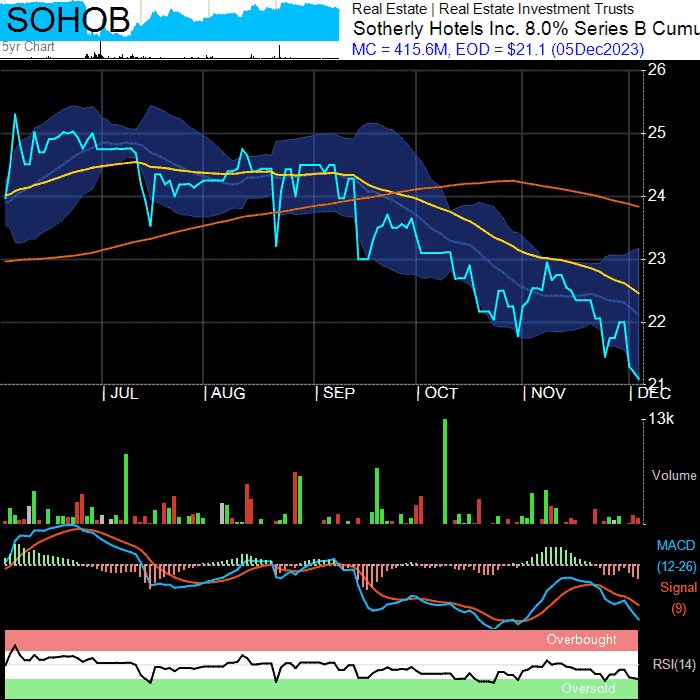 SOHOB
5yr Chart
Real Estate | Real Estate Investment Trusts
Sotherly Hotels Inc. 8.0% Series B Cumu
MC = 415.6M, EOD = $21.1 (05Dec2023)
26
25
24
23
22
21
JUL AUG SEP OCT NOV DEC
13k
Volume
MACD
(12-26)
Signal
(9)
Overbought
RSI(14)
Oversold